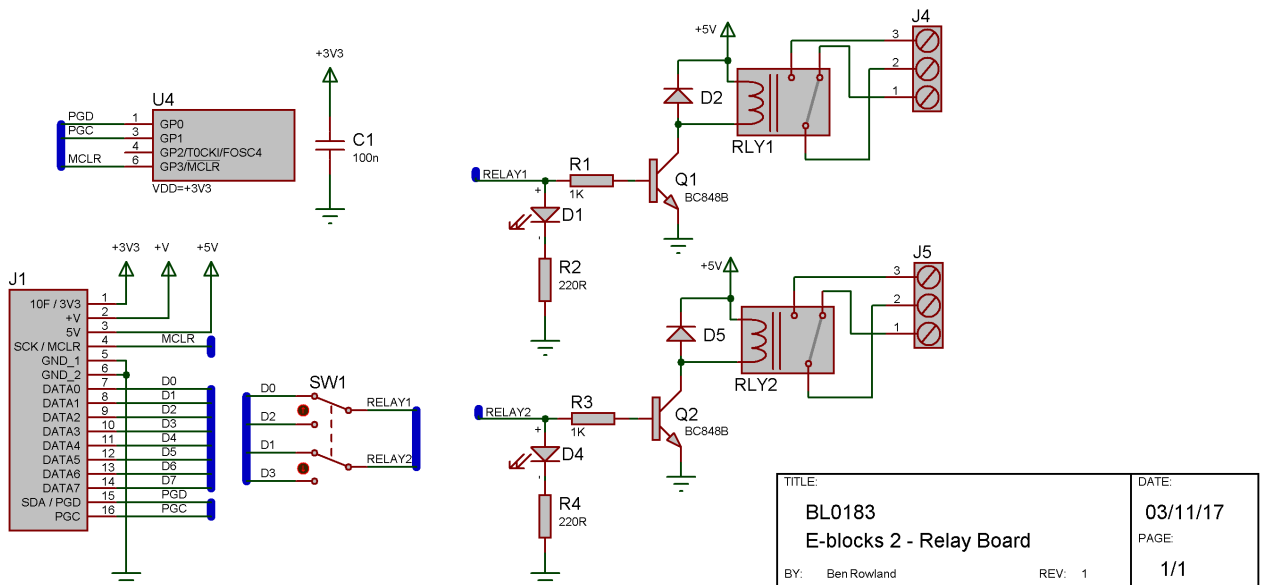 U4
PGD 1 GP0
PGC 3 GP1
4 GP2/T0CKI/FOSC4
MCLR 6 GP3/MCLR
VDD=+3V3
+3V3
C1
100n
J1
+3V3 +V +5V
10F / 3V3 1
+V 2
5V 3
SCK / MCLR 4 MCLR
GND_1 5
GND_2 6
DATA0 7 D0
DATA1 8 D1
DATA2 9 D2
DATA3 10 D3
DATA4 11 D4
DATA5 12 D5
DATA6 13 D6
DATA7 14 D7
SDA / PGD 15 PGD
PGC 16 PGC
SW1
D0
RELAY1
D2
D1
RELAY2
D3
+5V
D2
RLY1
J4
3
2
1
RELAY1
R1
1K
Q1
BC848B
+
D1
-
R2
220R
+5V
D5
RLY2
J5
3
2
1
RELAY2
R3
1K
Q2
BC848B
+
D4
-
R4
220R
TITLE:
BL0183
E-blocks 2 - Relay Board
BY: Ben Rowland REV: 1
DATE:
03/11/17
PAGE:
1/1